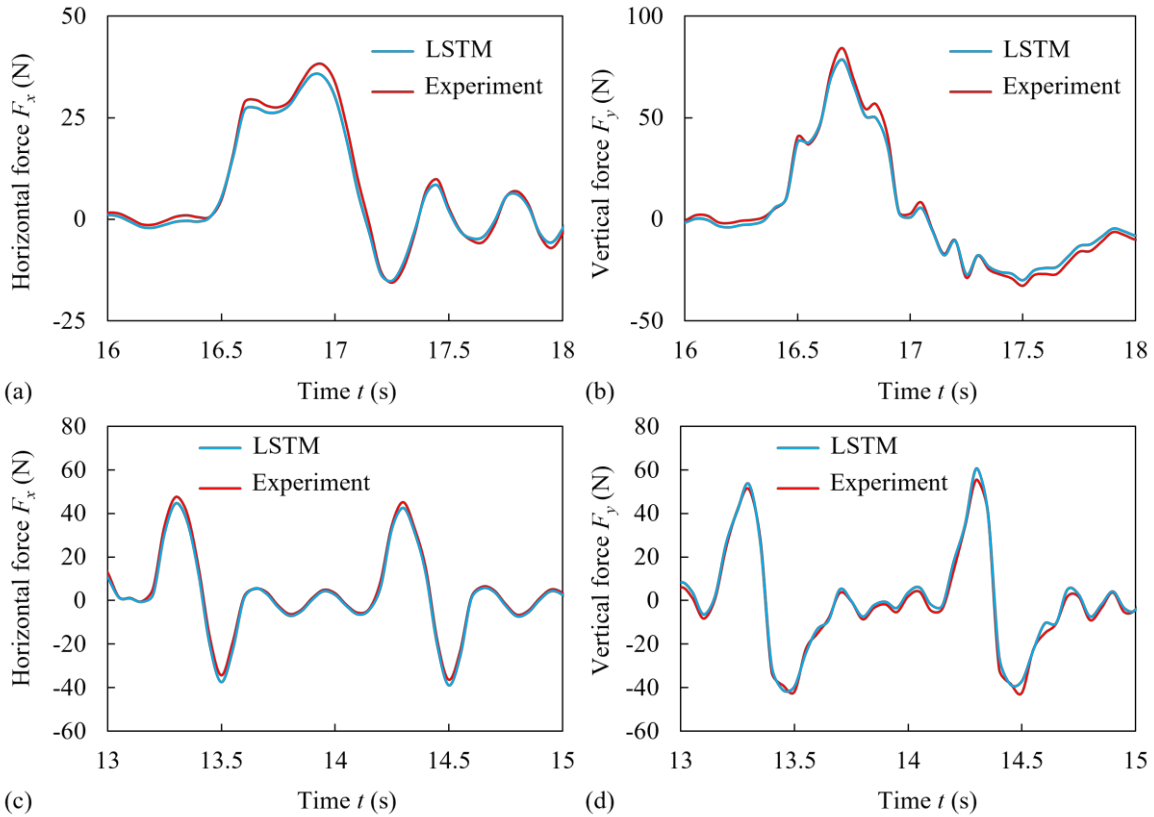 50
25
0
-25
Horizontal force Fx (N)
LSTM
Experiment
16
16.5
17
17.5
18
Time t (s)
(a)
100
50
0
-50
Vertical force Fy (N)
LSTM
Experiment
16
16.5
17
17.5
18
Time t (s)
(b)
80
60
40
20
0
-20
-40
-60
Horizontal force Fx (N)
LSTM
Experiment
13
13.5
14
14.5
15
Time t (s)
(c)
80
60
40
20
0
-20
-40
-60
Vertical force Fy (N)
LSTM
Experiment
13
13.5
14
14.5
15
Time t (s)
(d)